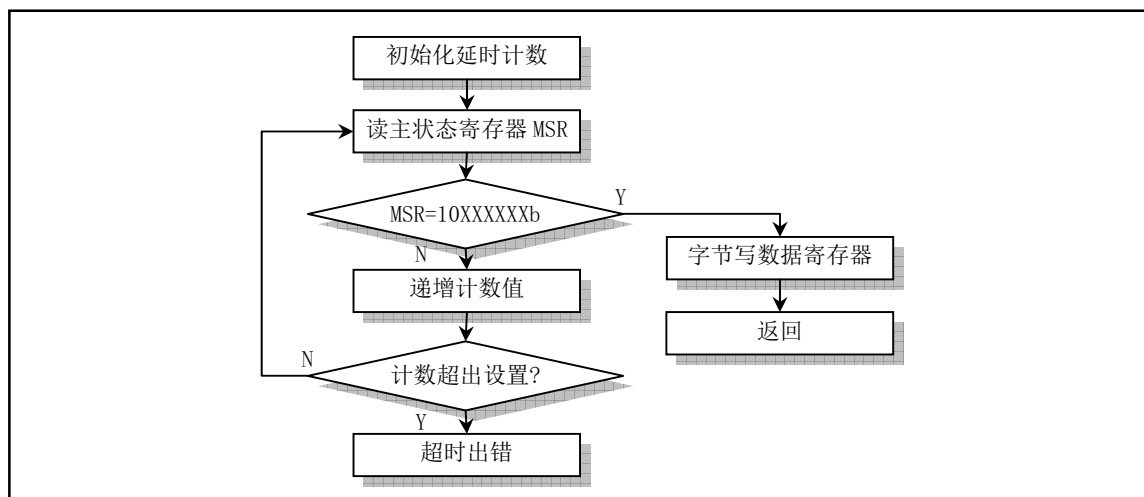 初始化延时计数
读主状态寄存器 MSR
MSR=10XXXXXXb
Y
N
字节写数据寄存器
递增计数值
返回
N
计数超出设置?
Y
超时出错